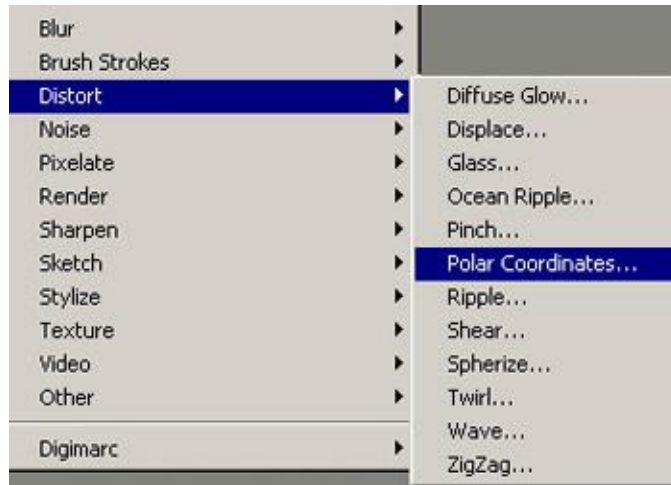 Blur
Brush Strokes
Distort
Noise
Pixelate
Render
Sharpen
Sketch
Stylize
Texture
Video
Other
Digimarc
Diffuse Glow...
Displace...
Glass...
Ocean Ripple...
Pinch...
Polar Coordinates...
Ripple...
Shear...
Spherize...
Twirl...
Wave...
ZigZag...